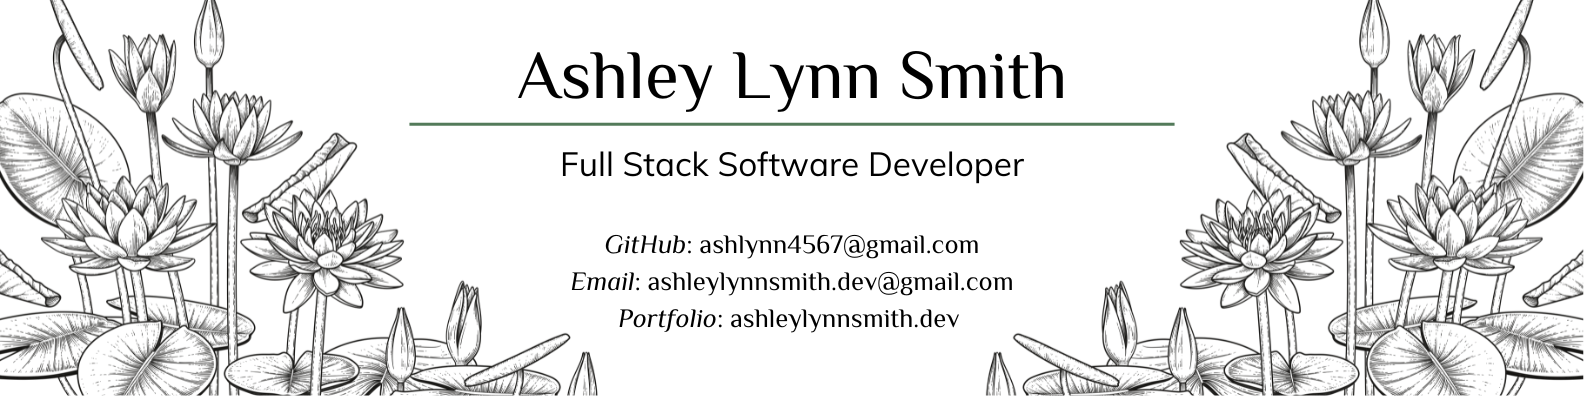 Ashley Lynn Smith
Full Stack Software Developer
GitHub: ashlynn4567@gmail.com
Email: ashleylynnsmith.dev@gmail.com
Portfolio: ashleylynnsmith.dev